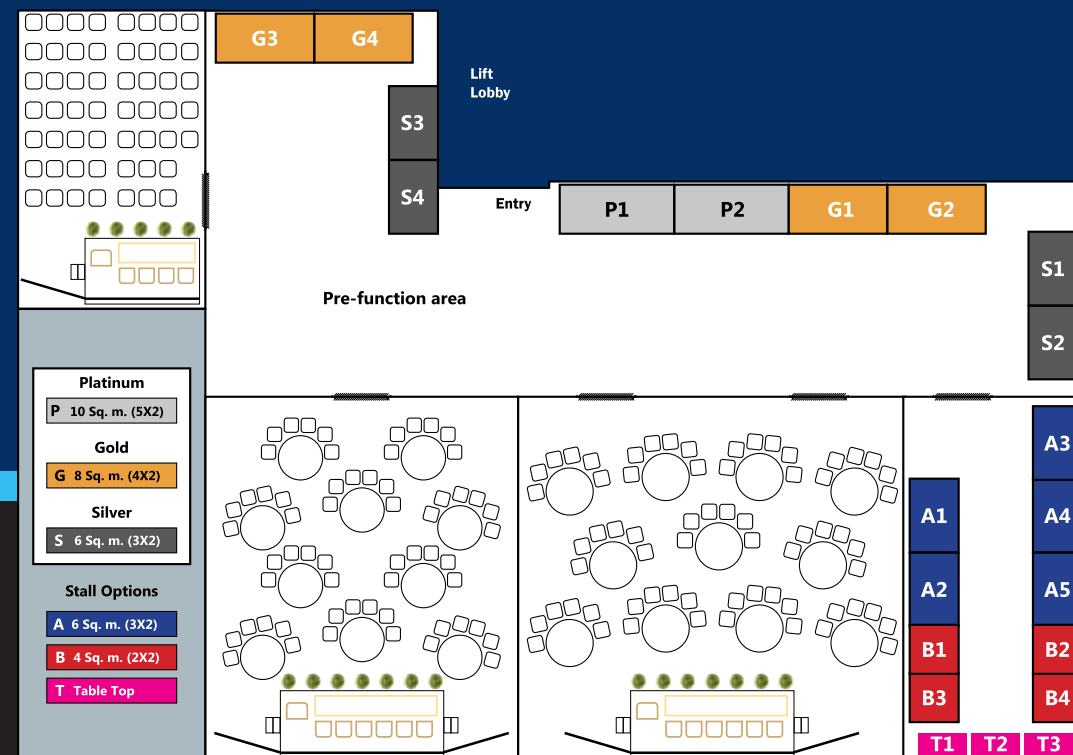 G3 G4
Lift
Lobby
S3
S4
Entry
P1 P2 G1 G2
S1
Pre-function area
S2
Platinum
P 10 Sq. m. (5X2)
Gold
G 8 Sq. m. (4X2)
Silver
S 6 Sq. m. (3X2)
Stall Options
A 6 Sq. m. (3X2)
B 4 Sq. m. (2X2)
T Table Top
A3
A1 A4
A2 A5
B1 B2
B3 B4
T1 T2 T3